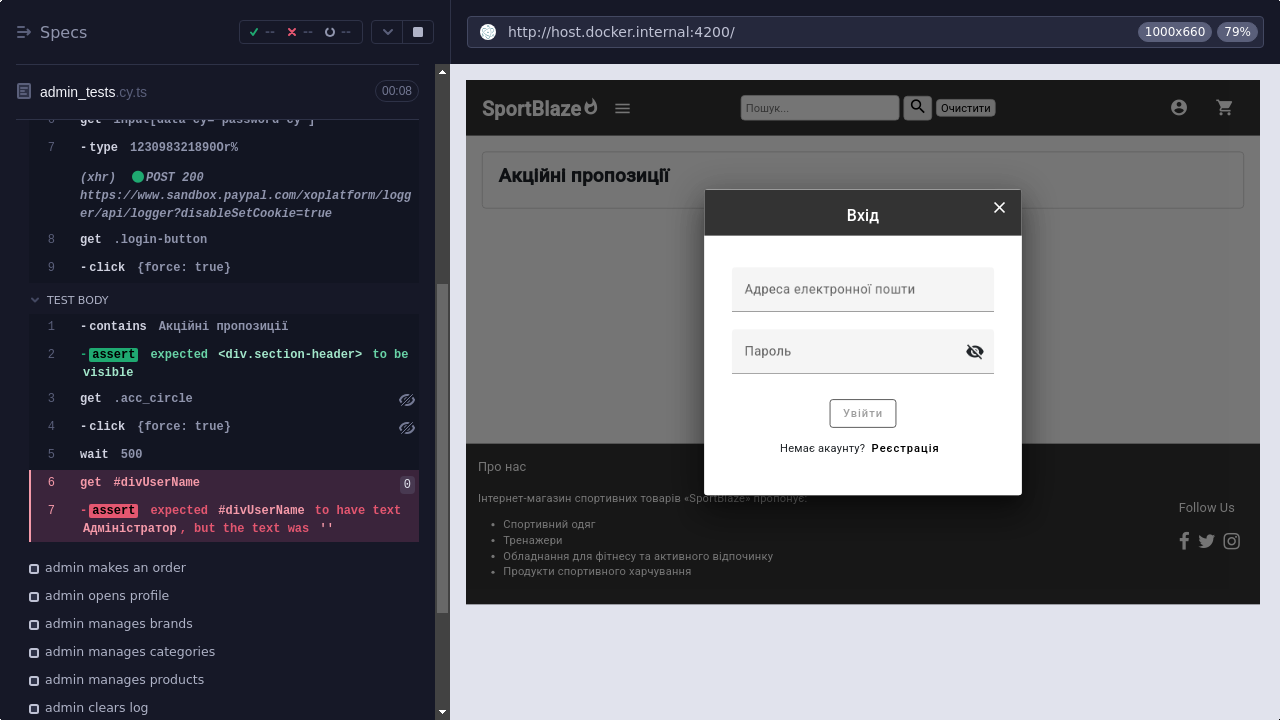 Specs
-- -- --
admin_tests.cy.ts
00:08
6 get input[data-cy="password-cy"]
7 -type 123098321890Or%
(xhr) POST 200
https://www.sandbox.paypal.com/xoplatform/logg
er/api/logger?disableSetCookie=true
8 get .login-button
9 -click {force: true}
TEST BODY
1 -contains Акційні пропозиції
2 -assert expected <div.section-header> to be
visible
3 get .acc_circle
4 -click {force: true}
5 wait 500
6 get #divUserName 0
7 -assert expected #divUserName to have text
Адміністратор, but the text was ''
admin makes an order
admin opens profile
admin manages brands
admin manages categories
admin manages products
admin clears log
http://host.docker.internal:4200/
1000x660
79%
SportBlaze
Пошук...
Очистити
Акційні пропозиції
Вхід
Адреса електронної пошти
Пароль
Увійти
Немає акаунту? Реєстрація
Про нас
Інтернет-магазин спортивних товарів «SportBlaze» пропонує:
Спортивний одяг
Тренажери
Обладнання для фітнесу та активного відпочинку
Продукти спортивного харчування
Follow Us